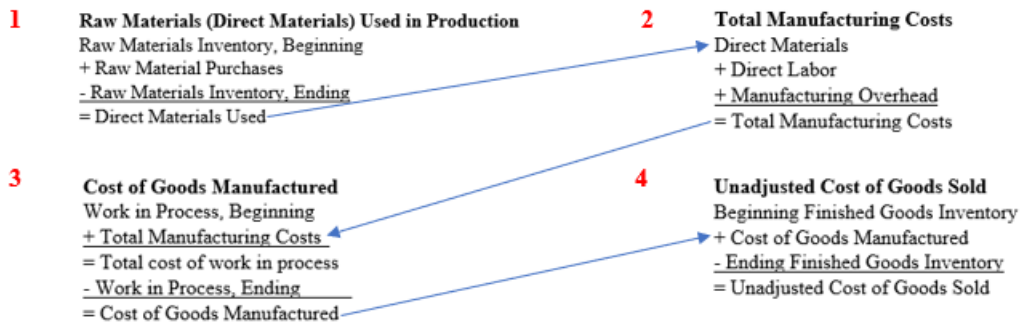 1
Raw Materials (Direct Materials) Used in Production
Raw Materials Inventory, Beginning
+ Raw Material Purchases
- Raw Materials Inventory, Ending
= Direct Materials Used
2
Total Manufacturing Costs
Direct Materials
+ Direct Labor
+ Manufacturing Overhead
= Total Manufacturing Costs
3
Cost of Goods Manufactured
Work in Process, Beginning
+ Total Manufacturing Costs
= Total cost of work in process
- Work in Process, Ending
= Cost of Goods Manufactured
4
Unadjusted Cost of Goods Sold
Beginning Finished Goods Inventory
+ Cost of Goods Manufactured
- Ending Finished Goods Inventory
= Unadjusted Cost of Goods Sold